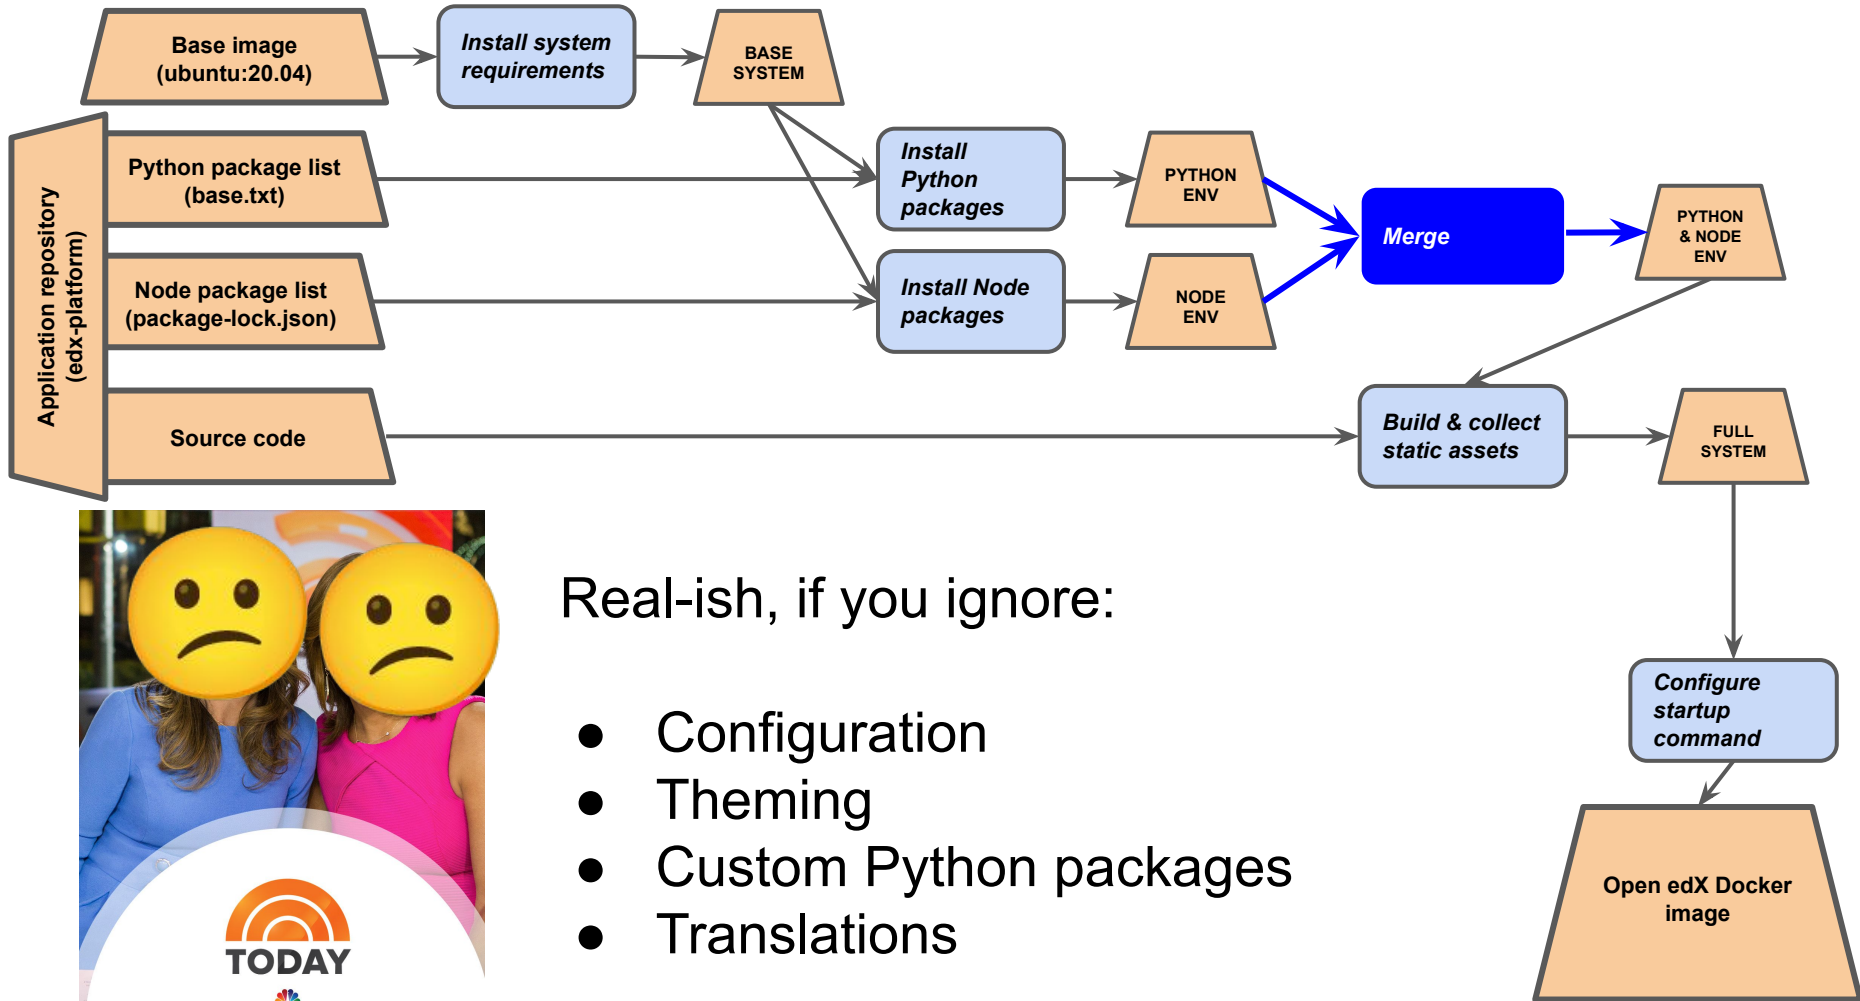 Base image
(ubuntu:20.04)
Install system
requirements
BASE
SYSTEM
Application repository
(edx-platform)
Python package list
(base.txt)
Install
Python
packages
PYTHON
ENV
Merge
PYTHON
& NODE
ENV
Node package list
(package-lock.json)
Install Node
packages
NODE
ENV
Source code
Build & collect
static assets
FULL
SYSTEM
Real-ish, if you ignore:
● Configuration
● Theming
● Custom Python packages
● Translations
TODAY
Configure
startup
command
Open edX Docker
image